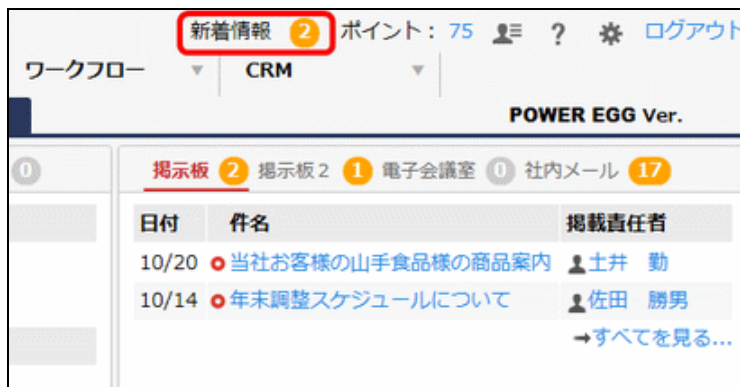 新着情報 2 ポイント： 75 ? ログアウト
ワークフロー ▼ CRM ▼
POWER EGG Ver.
0 掲示板 2 掲示板２ 1 電子会議室 0 社内メール 17
日付 件名 掲載責任者
10/20 当社お客様の山手食品様の商品案内 土井　勤
10/14 年末調整スケジュールについて 佐田　勝男
➞すべてを見る...